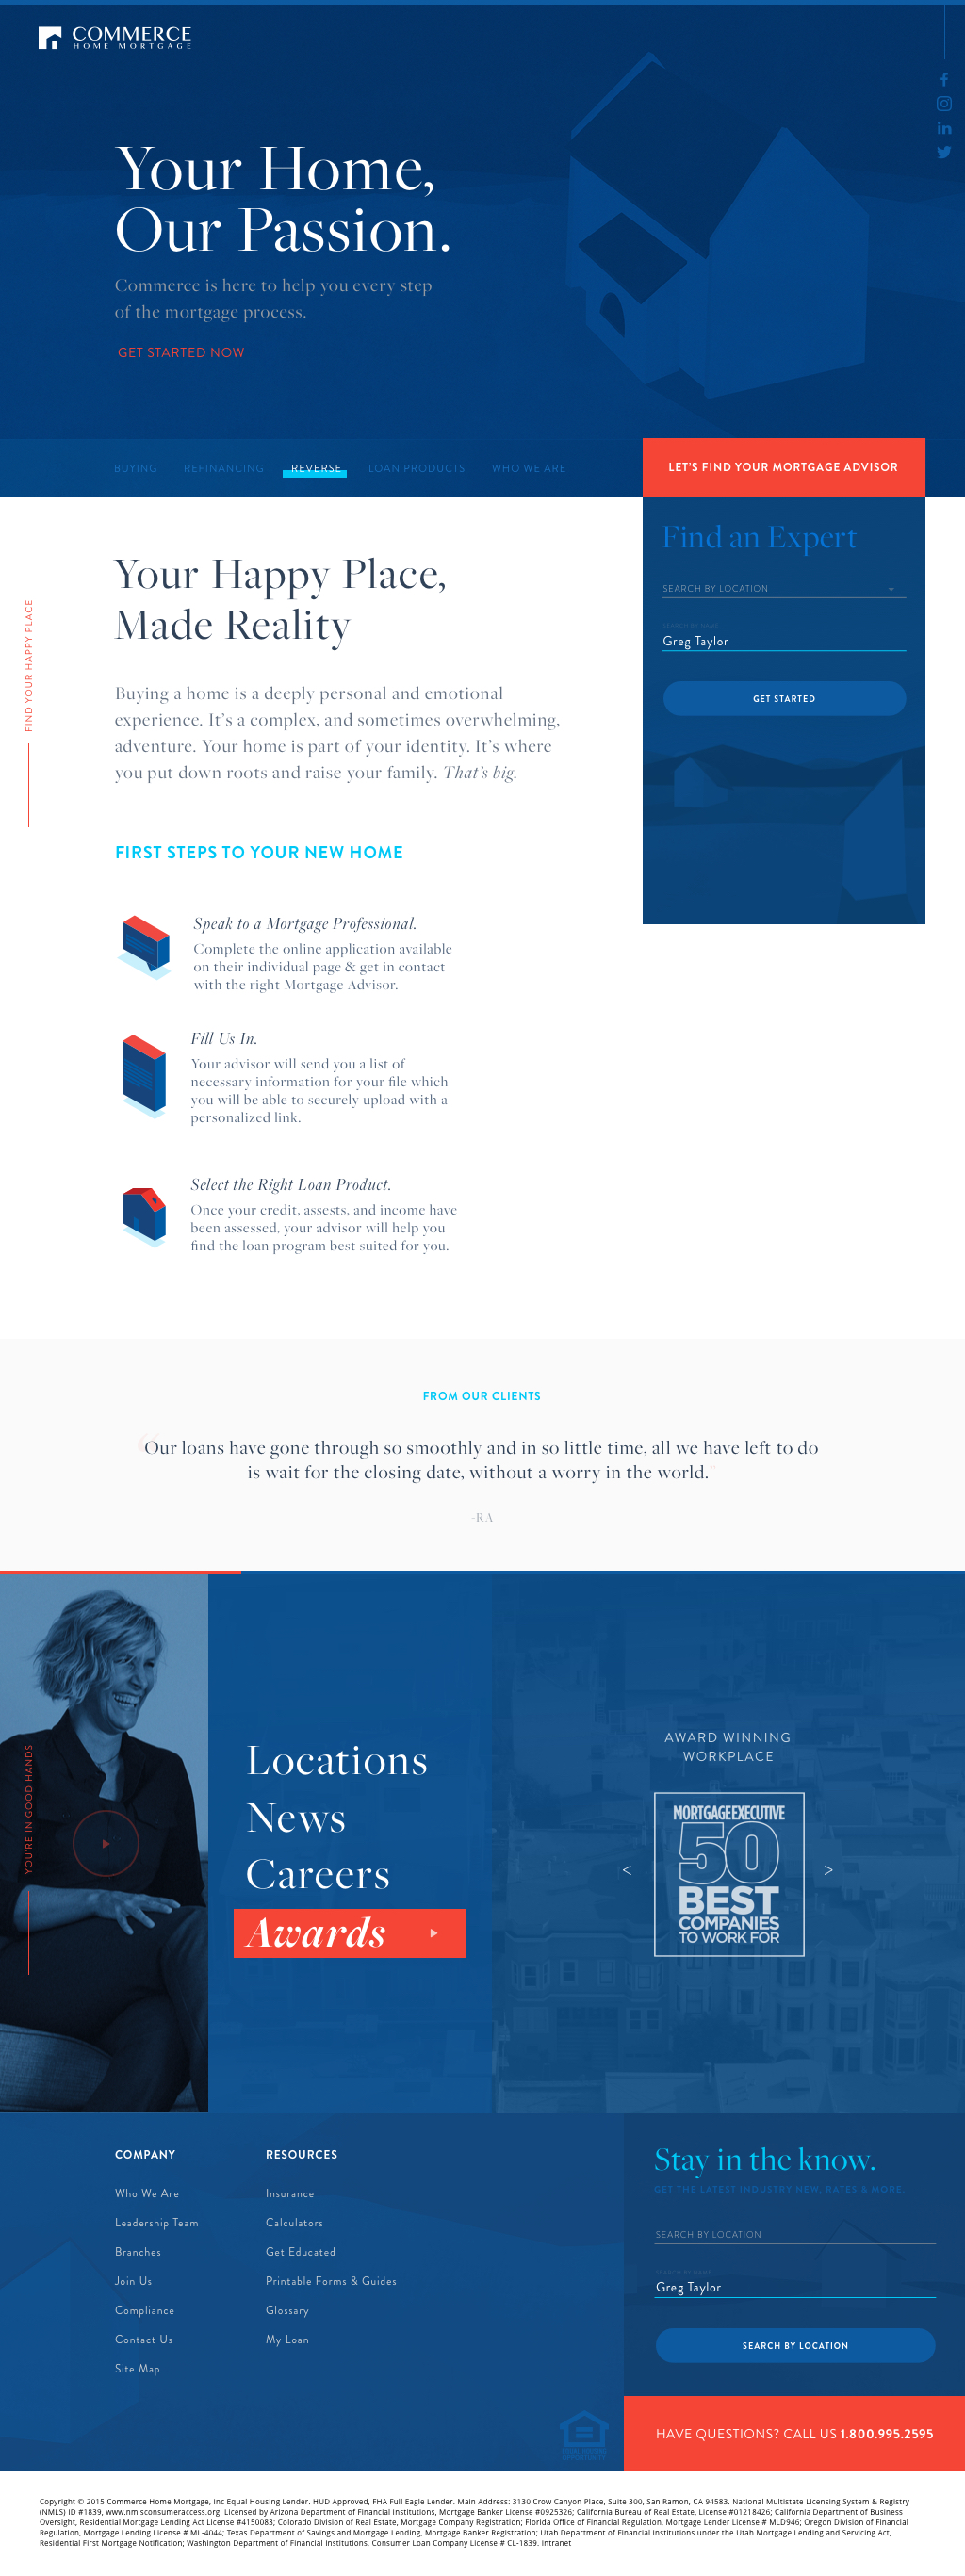 COMMERCE
HOME MORTGAGE
Your Home,
Our Passion.
Commerce is here to help you every step
of the mortgage process.
GET STARTED NOW
BUYING REFINANCING REVERSE LOAN PRODUCTS WHO WE ARE
LET'S FIND YOUR MORTGAGE ADVISOR
Find an Expert
SEARCH BY LOCATION
SEARCH BY NAME
Greg Taylor
GET STARTED
FIND YOUR HAPPY PLACE
Your Happy Place,
Made Reality
Buying a home is a deeply personal and emotional
experience. It's a complex, and sometimes overwhelming,
adventure. Your home is part of your identity. It's where
you put down roots and raise your family. That's big.
FIRST STEPS TO YOUR NEW HOME
Speak to a Mortgage Professional.
Complete the online application available
on their individual page & get in contact
with the right Mortgage Advisor.
Fill Us In.
Your advisor will send you a list of
necessary information for your file which
you will be able to securely upload with a
personalized link.
Select the Right Loan Product.
Once your credit, assests, and income have
been assessed, your advisor will help you
find the loan program best suited for you.
FROM OUR CLIENTS
“Our loans have gone through so smoothly and in so little time, all we have left to do
is wait for the closing date, without a worry in the world.”
-RA
YOU'RE IN GOOD HANDS
Locations
News
Careers
Awards
AWARD WINNING
WORKPLACE
<
MORTGAGE EXECUTIVE
50
BEST
COMPANIES
TO WORK FOR
>
COMPANY
Who We Are
Leadership Team
Branches
Join Us
Compliance
Contact Us
Site Map
RESOURCES
Insurance
Calculators
Get Educated
Printable Forms & Guides
Glossary
My Loan
Stay in the know.
GET THE LATEST INDUSTRY NEW, RATES & MORE.
SEARCH BY LOCATION
SEARCH BY NAME
Greg Taylor
SEARCH BY LOCATION
HAVE QUESTIONS? CALL US 1.800.995.2595
Copyright © 2015 Commerce Home Mortgage, Inc Equal Housing Lender. HUD Approved, FHA Full Eagle Lender. Main Address: 3130 Crow Canyon Place, Suite 300, San Ramon, CA 94583. National Multistate Licensing System & Registry
(NMLS) ID #1839, www.nmlsconsumeraccess.org. Licensed by Arizona Department of Financial Institutions, Mortgage Banker License #0925326; California Bureau of Real Estate, License #01218426; California Department of Business
Oversight, Residential Mortgage Lending Act License #4150083; Colorado Division of Real Estate, Mortgage Company Registration; Florida Office of Financial Regulation, Mortgage Lender License # MLD946; Oregon Division of Financial
Regulation, Mortgage Lending License # ML-4044; Texas Department of Savings and Mortgage Lending, Mortgage Banker Registration; Utah Department of Financial Institutions under the Utah Mortgage Lending and Servicing Act,
Residential First Mortgage Notification; Washington Department of Financial Institutions, Consumer Loan Company License # CL-1839. Intranet